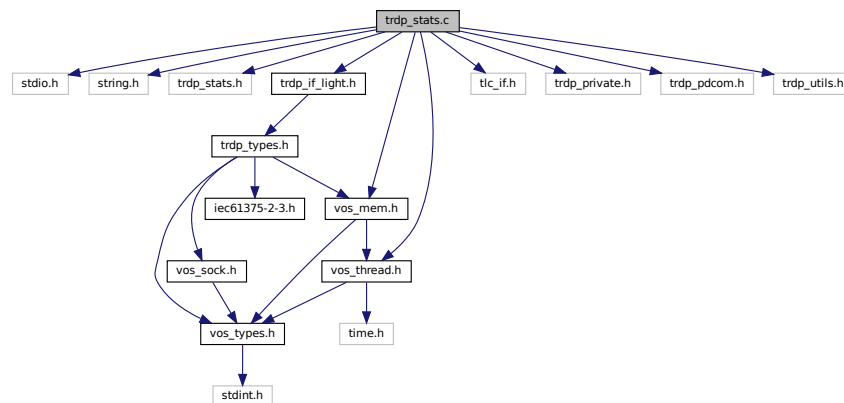 trdp_stats.c
stdio.h
string.h
trdp_stats.h
trdp_if_light.h
tlc_if.h
trdp_private.h
trdp_pdcom.h
trdp_utils.h
trdp_types.h
iec61375-2-3.h
vos_mem.h
vos_sock.h
vos_thread.h
vos_types.h
time.h
stdint.h